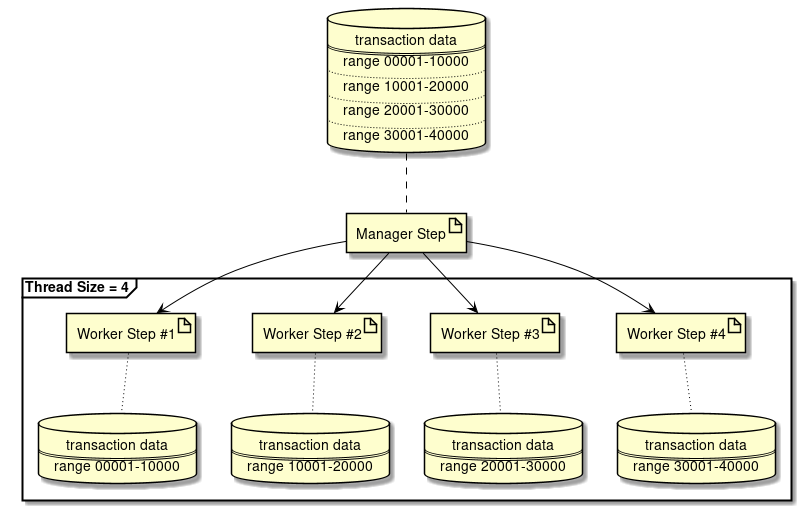 transaction data
range 00001-10000
range 10001-20000
range 20001-30000
range 30001-40000
Manager Step
Thread Size = 4
Worker Step #1
Worker Step #2
Worker Step #3
Worker Step #4
transaction data
range 00001-10000
transaction data
range 10001-20000
transaction data
range 20001-30000
transaction data
range 30001-40000